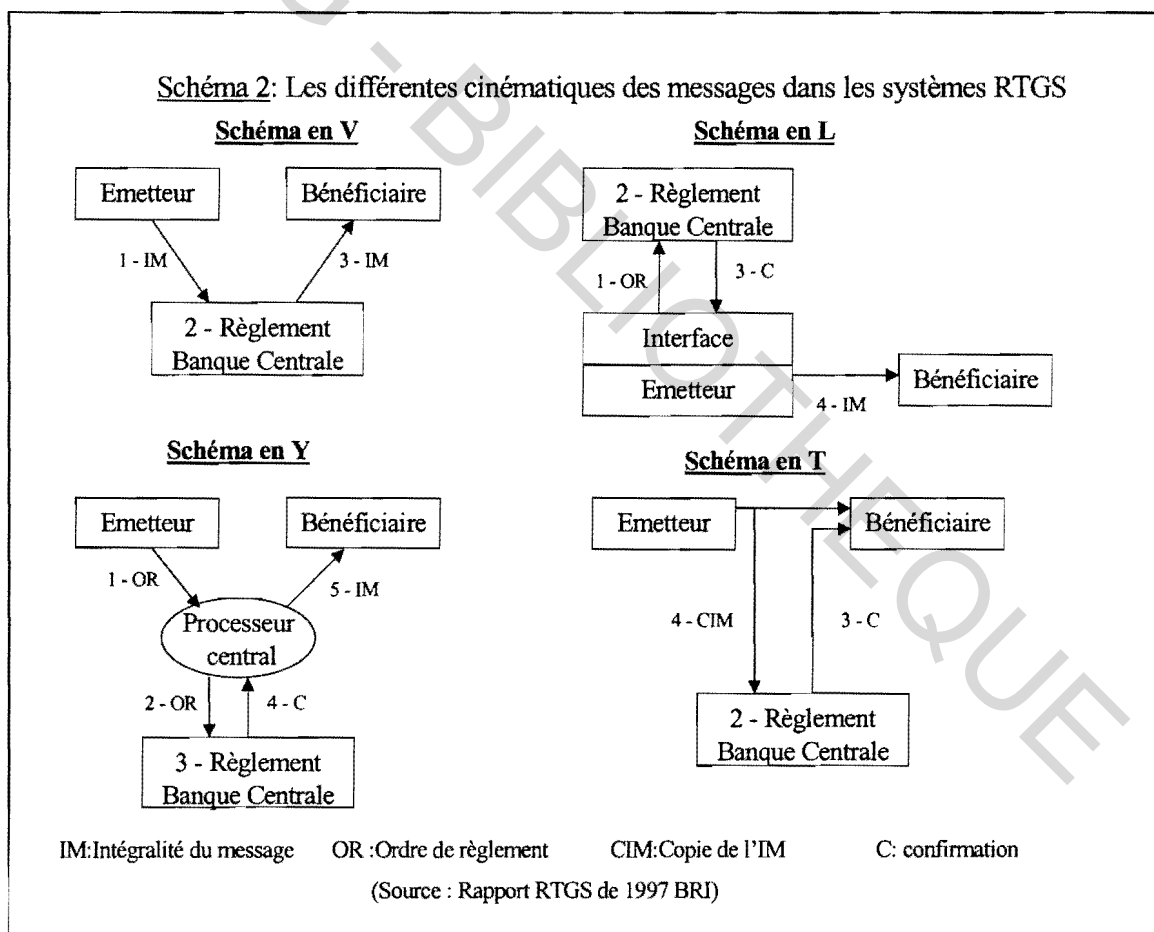 Schéma 2: Les différentes cinématiques des messages dans les systèmes RTGS
Schéma en V
Emetteur
Bénéficiaire
1 - IM
3 - IM
2 - Règlement
Banque Centrale
Schéma en L
2 - Règlement
Banque Centrale
1 - OR
3 - C
Interface
Emetteur
4 - IM
Bénéficiaire
Schéma en Y
Emetteur
Bénéficiaire
1 - OR
5 - IM
Processeur
central
2 - OR
4 - C
3 - Règlement
Banque Centrale
Schéma en T
Emetteur
Bénéficiaire
4 - CIM
3 - C
2 - Règlement
Banque Centrale
IM:Intégralité du message OR :Ordre de règlement CIM:Copie de l'IM C: confirmation
(Source : Rapport RTGS de 1997 BRI)
- BIBLIOTHEQUE